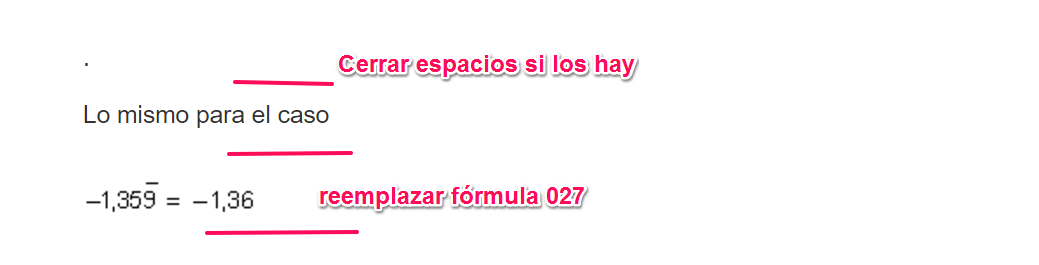 .
Cerrar espacios si los hay
Lo mismo para el caso
–1,359̅ = –1,36
reemplazar fórmula 027